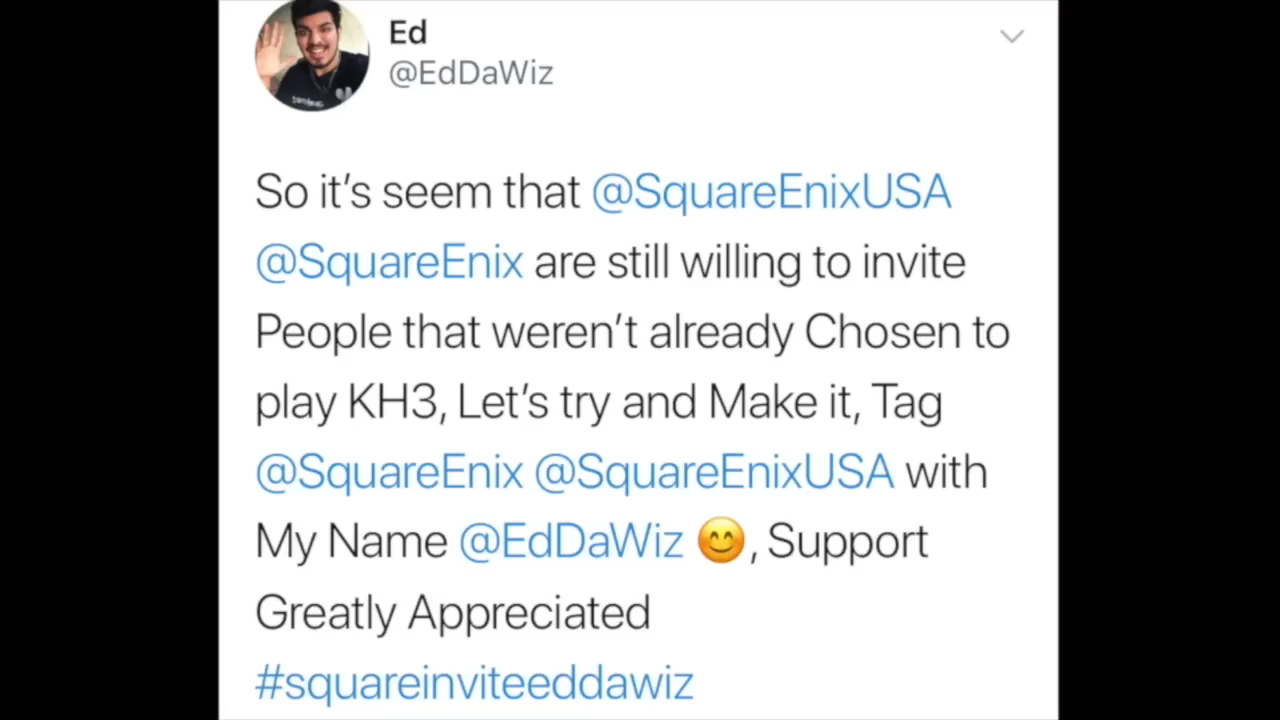 Ed
@EdDaWiz
So it’s seem that @SquareEnixUSA
@SquareEnix are still willing to invite
People that weren’t already Chosen to
play KH3, Let’s try and Make it, Tag
@SquareEnix @SquareEnixUSA with
My Name @EdDaWiz 😊, Support
Greatly Appreciated
#squareinviteeddawiz